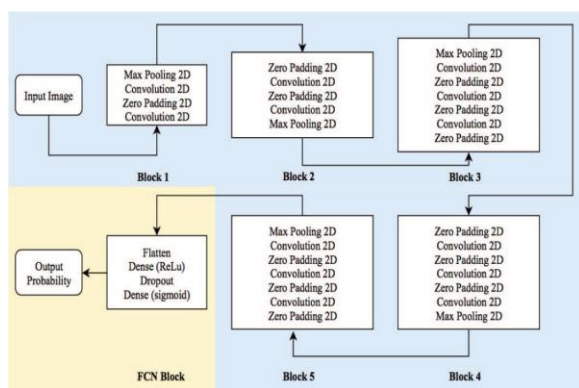 Input Image
Max Pooling 2D
Convolution 2D
Zero Padding 2D
Convolution 2D
Block 1
Zero Padding 2D
Convolution 2D
Zero Padding 2D
Convolution 2D
Max Pooling 2D
Block 2
Max Pooling 2D
Convolution 2D
Zero Padding 2D
Convolution 2D
Zero Padding 2D
Convolution 2D
Zero Padding 2D
Block 3
Zero Padding 2D
Convolution 2D
Zero Padding 2D
Convolution 2D
Zero Padding 2D
Convolution 2D
Max Pooling 2D
Block 4
Max Pooling 2D
Convolution 2D
Zero Padding 2D
Convolution 2D
Zero Padding 2D
Convolution 2D
Zero Padding 2D
Block 5
Flatten
Dense (ReLu)
Dropout
Dense (sigmoid)
FCN Block
Output
Probability